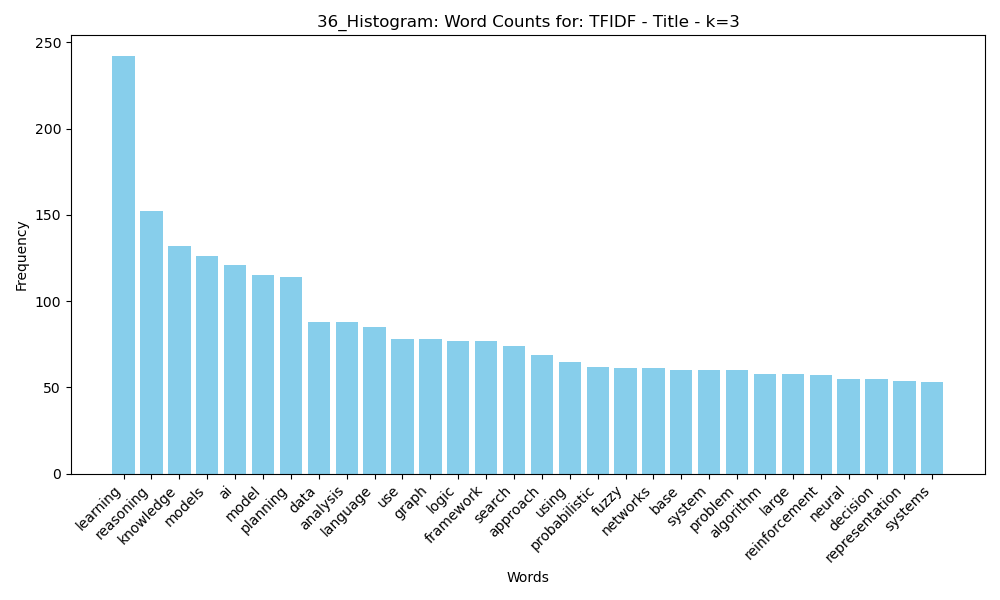 36_Histogram: Word Counts for: TFIDF - Title - k=3
Frequency
250
200
150
100
50
0
learning
reasoning
knowledge
models
ai
model
planning
data
analysis
language
use
graph
logic
framework
search
approach
using
probabilistic
fuzzy
networks
base
system
problem
algorithm
large
reinforcement
neural
decision
representation
systems
Words